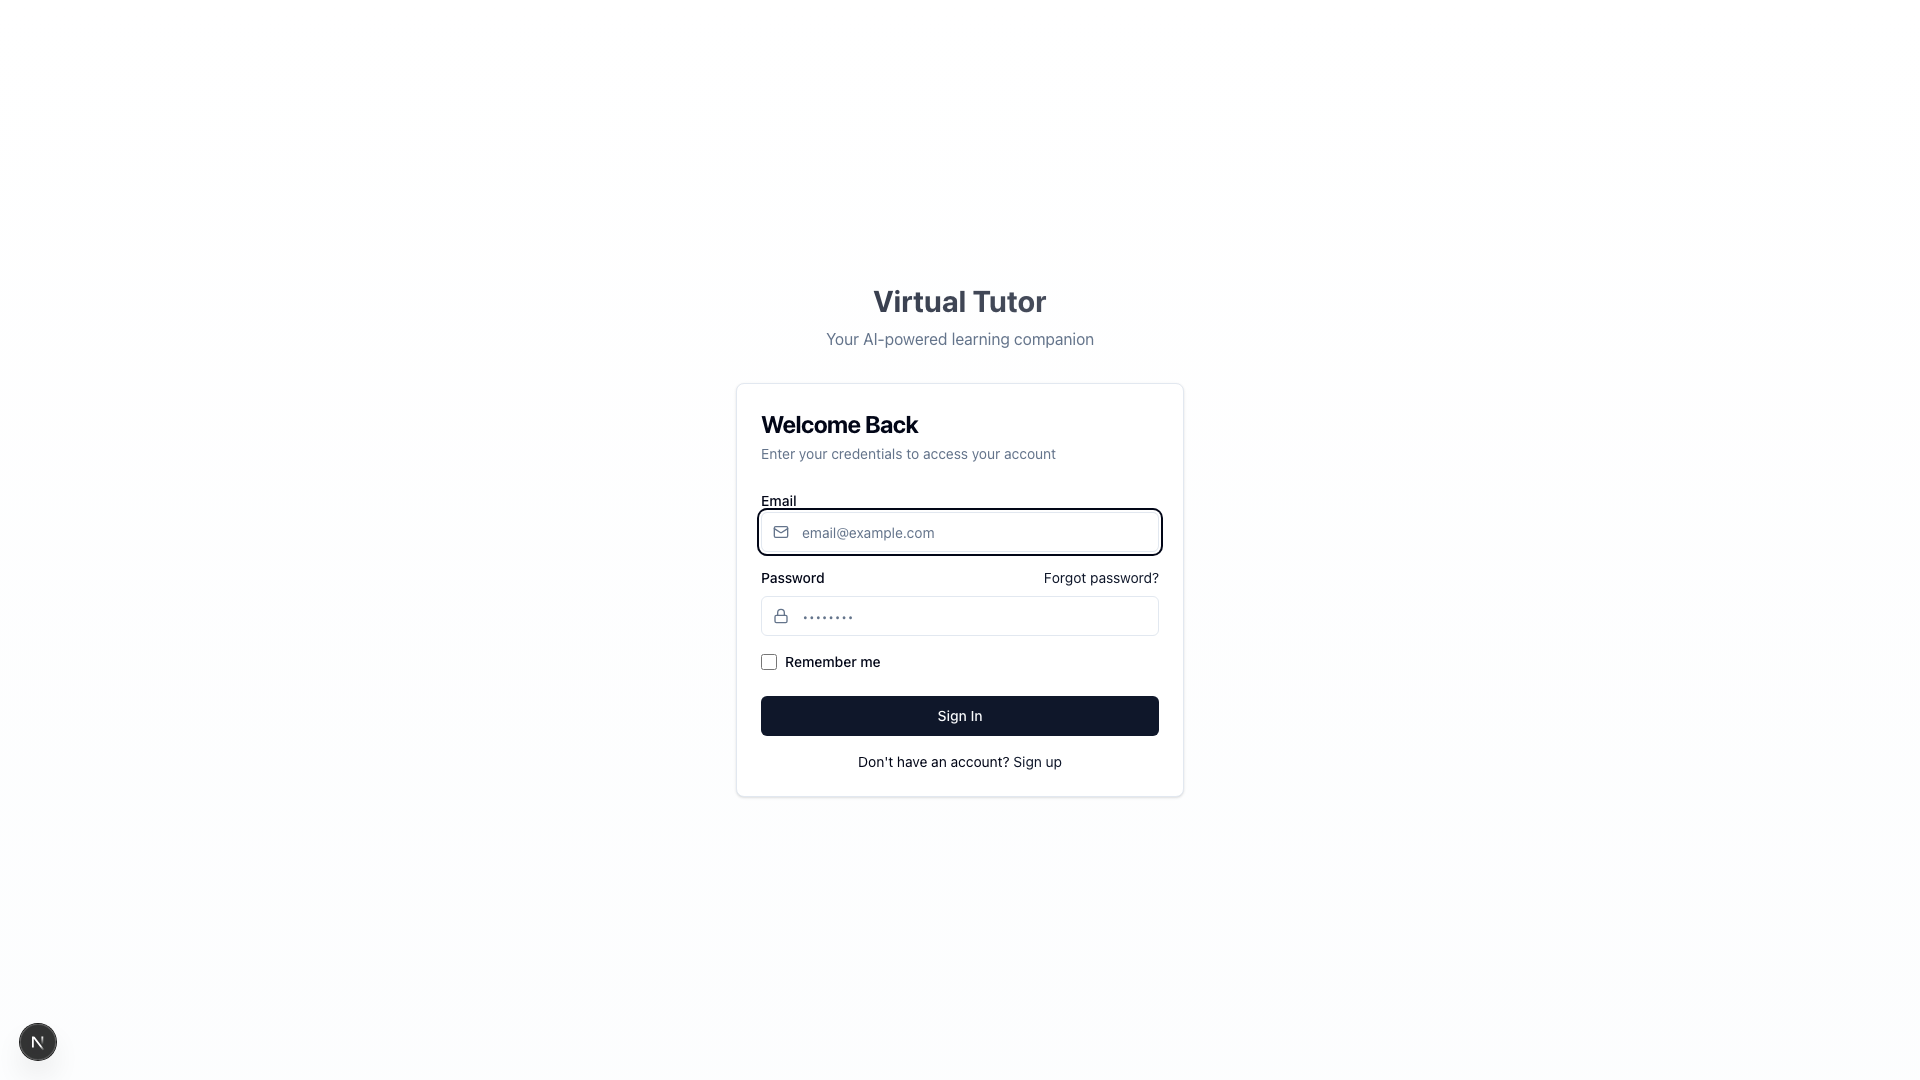 Virtual Tutor
Your AI-powered learning companion
Welcome Back
Enter your credentials to access your account
Email
email@example.com
Password Forgot password?
••••••••
Remember me
Sign In
Don't have an account? Sign up
N